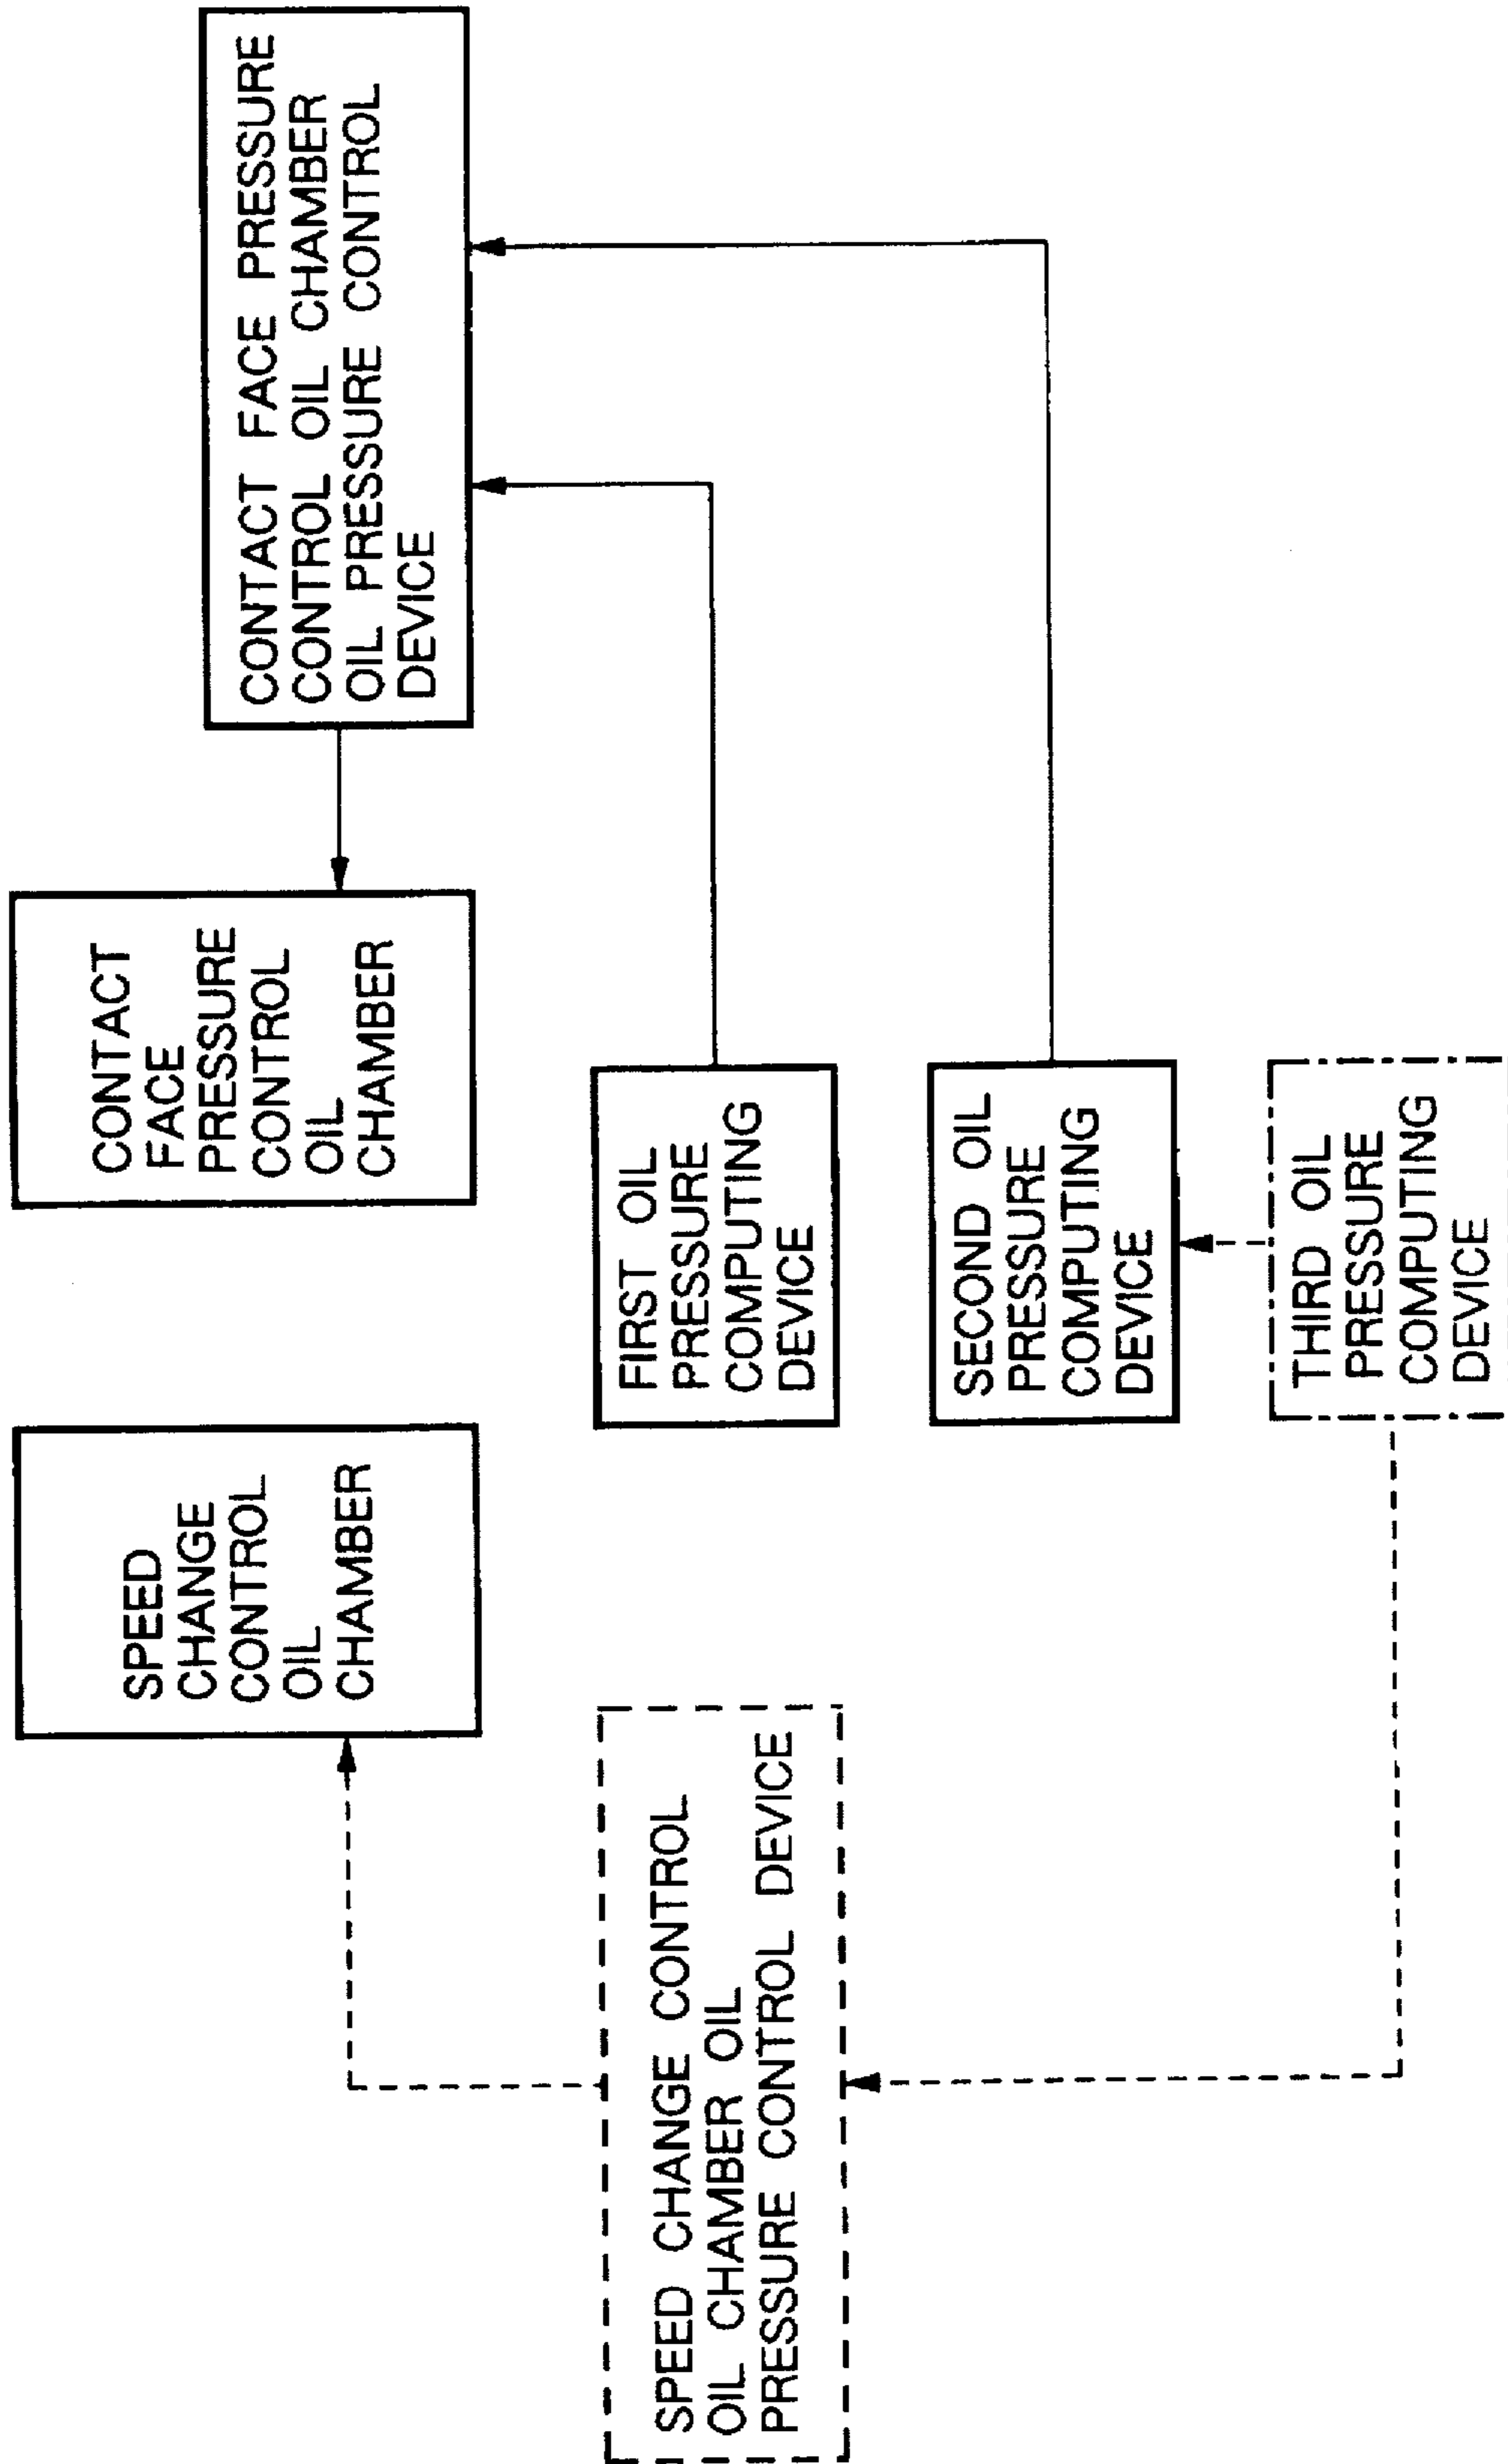 SPEED
CHANGE
CONTROL
OIL
CHAMBER
CONTACT
FACE
PRESSURE
CONTROL
OIL
CHAMBER
CONTACT FACE PRESSURE
CONTROL OIL CHAMBER
OIL PRESSURE CONTROL
DEVICE
SPEED CHANGE CONTROL
OIL CHAMBER OIL
PRESSURE CONTROL DEVICE
FIRST OIL
PRESSURE
COMPUTING
DEVICE
SECOND OIL
PRESSURE
COMPUTING
DEVICE
THIRD OIL
PRESSURE
COMPUTING
DEVICE